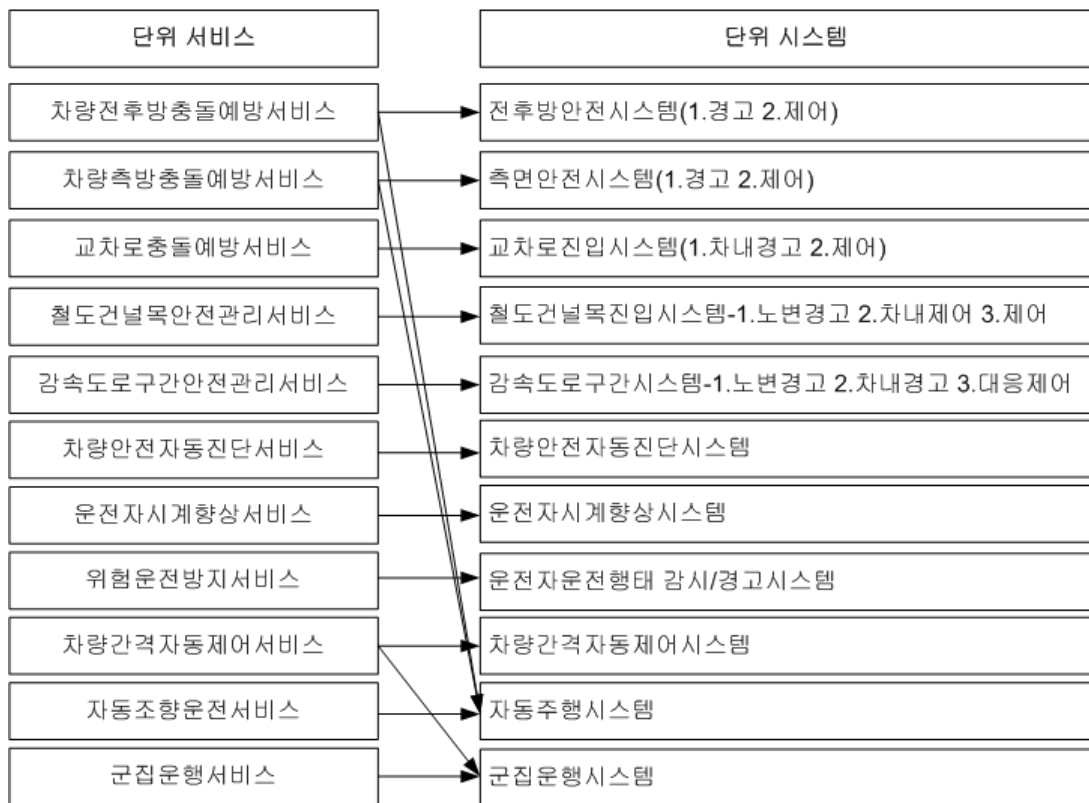 단위 서비스
단위 시스템
차량전후방충돌예방서비스
전후방안전시스템(1.경고 2.제어)
차량측방충돌예방서비스
측면안전시스템(1.경고 2.제어)
교차로충돌예방서비스
교차로진입시스템(1.차내경고 2.제어)
철도건널목안전관리서비스
철도건널목진입시스템-1.노변경고 2.차내제어 3.제어
감속도로구간안전관리서비스
감속도로구간시스템-1.노변경고 2.차내경고 3.대응제어
차량안전자동진단서비스
차량안전자동진단시스템
운전자시계향상서비스
운전자시계향상시스템
위험운전방지서비스
운전자운전행태 감시/경고시스템
차량간격자동제어서비스
차량간격자동제어시스템
자동조향운전서비스
자동주행시스템
군집운행서비스
군집운행시스템